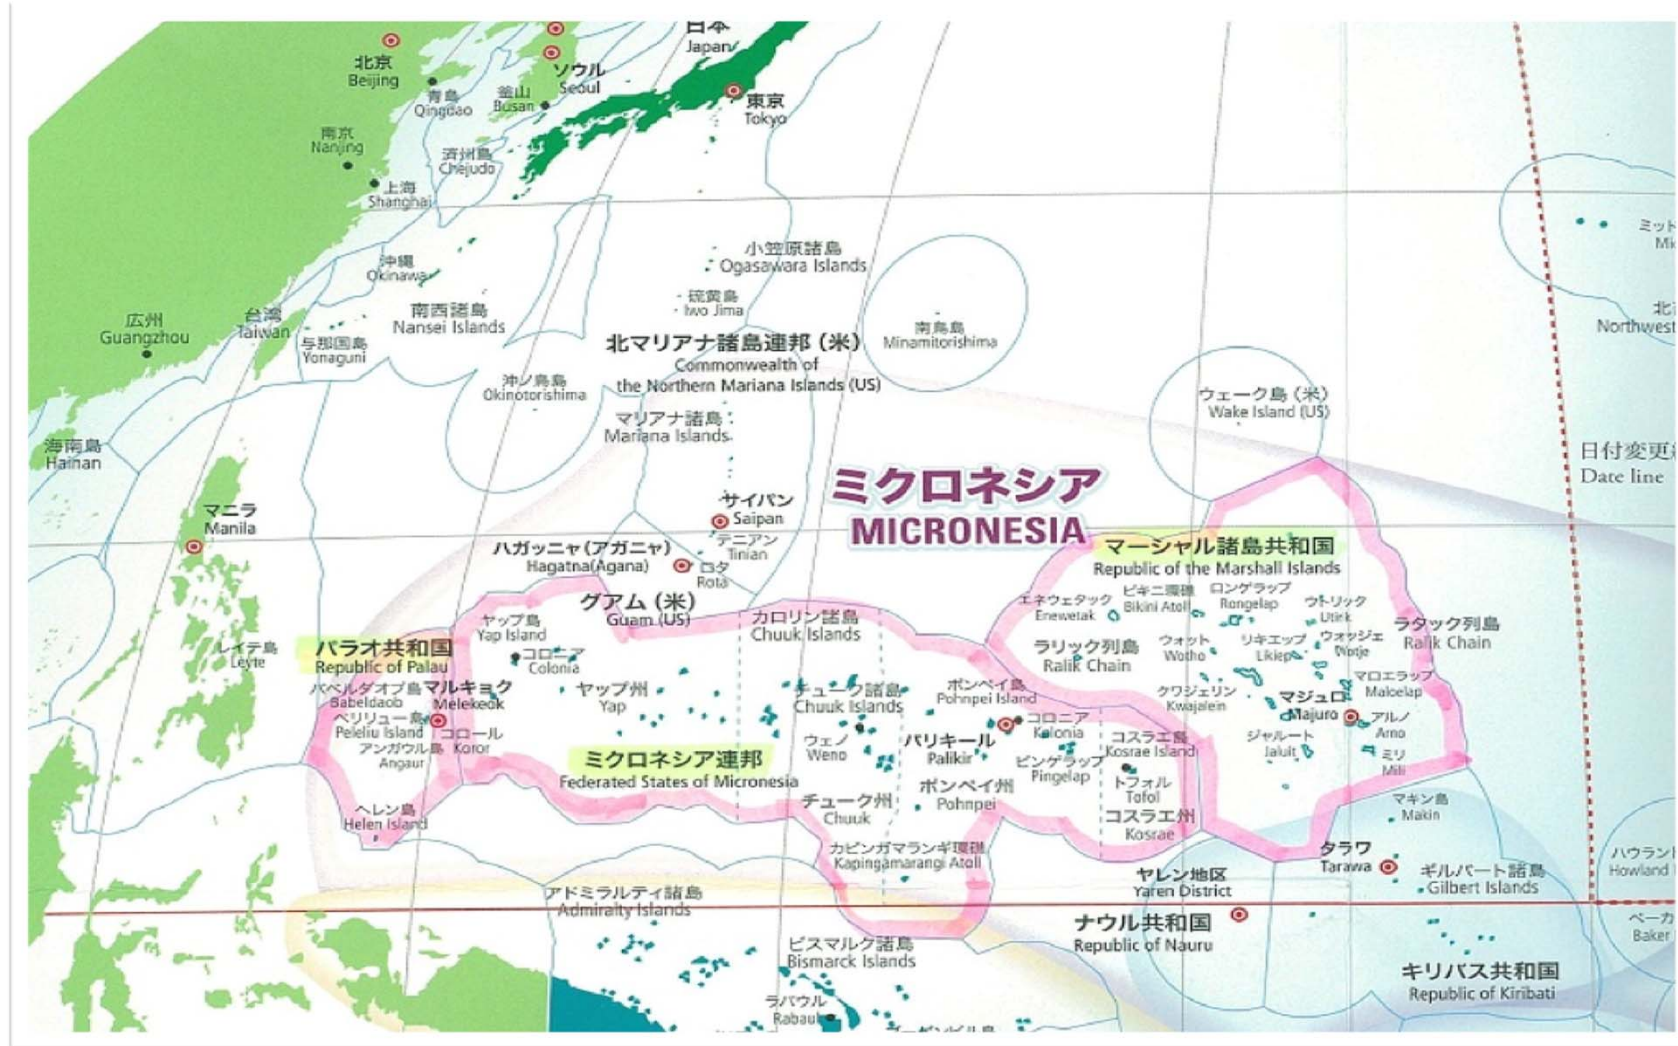 日本
Japan
北京
Beijing
ソウル
Seoul
青島
Qingdao
釜山
Busan
東京
Tokyo
南京
Nanjing
済州島
Chejudo
上海
Shanghai
沖縄
Okinawa
小笠原諸島
Ogasawara Islands
硫黄島
Iwo Jima
南西諸島
Nansei Islands
広州
Guangzhou
台湾
Taiwan
与那国島
Yonaguni
北マリアナ諸島連邦(米)
Commonwealth of
the Northern Mariana Islands (US)
南鳥島
Minamitorishima
ミッド
Mi
北
Northwest
沖ノ鳥島
Okinotorishima
マリアナ諸島
Mariana Islands
ウェーク島(米)
Wake Island (US)
海南島
Hainan
日付変更
Date line
ミクロネシア
MICRONESIA
マニラ
Manila
サイパン
Saipan
テニアン
Tinian
ロタ
Rota
ハガッニャ(アガニャ)
Hagatna(Agana)
グアム(米)
Guam (US)
マーシャル諸島共和国
Republic of the Marshall Islands
エネウェタック
Enewetak
ビキニ環礁
Bikini Atoll
ロンゲラップ
Rongelap
ウトリック
Utirik
ラタック列島
Ralik Chain
ラリック列島
Ralik Chain
ウォット
Wotho
リキエップ
Likiep
ウォッジェ
Wotje
クワジェリン
Kwajalein
マジュロ
Majuro
マロエラップ
Maloelap
アルノ
Arno
ジャルート
Jaluit
ミリ
Mili
レイテ島
Leyte
パラオ共和国
Republic of Palau
バベルダオブ島
Babeldaob
マルキョク
Melekeok
ペリリュー島
Peleliu Island
コロール
Koror
アンガウル島
Angaur
ヘレン島
Helen Island
ヤップ島
Yap Island
コロニア
Colonia
ヤップ州
Yap
カロリン諸島
Chuuk Islands
チューク諸島
Chuuk Islands
ウェノ
Weno
ミクロネシア連邦
Federated States of Micronesia
チューク州
Chuuk
ポンペイ島
Pohnpei Island
コロニア
Kolonia
パリキール
Palikir
ピンゲラップ
Pingelap
ポンペイ州
Pohnpei
コスラエ島
Kosrae Island
トフォル
Tofol
コスラエ州
Kosrae
カピンガマランギ環礁
Kapingamarangi Atoll
マキン島
Makin
タラワ
Tarawa
ギルバート諸島
Gilbert Islands
ハウラン
Howland
ヤレン地区
Yaren District
ナウル共和国
Republic of Nauru
ベーカ
Baker
キリバス共和国
Republic of Kiribati
アドミラルティ諸島
Admiralty Islands
ビスマルク諸島
Bismarck Islands
ラバウル
Rabaul